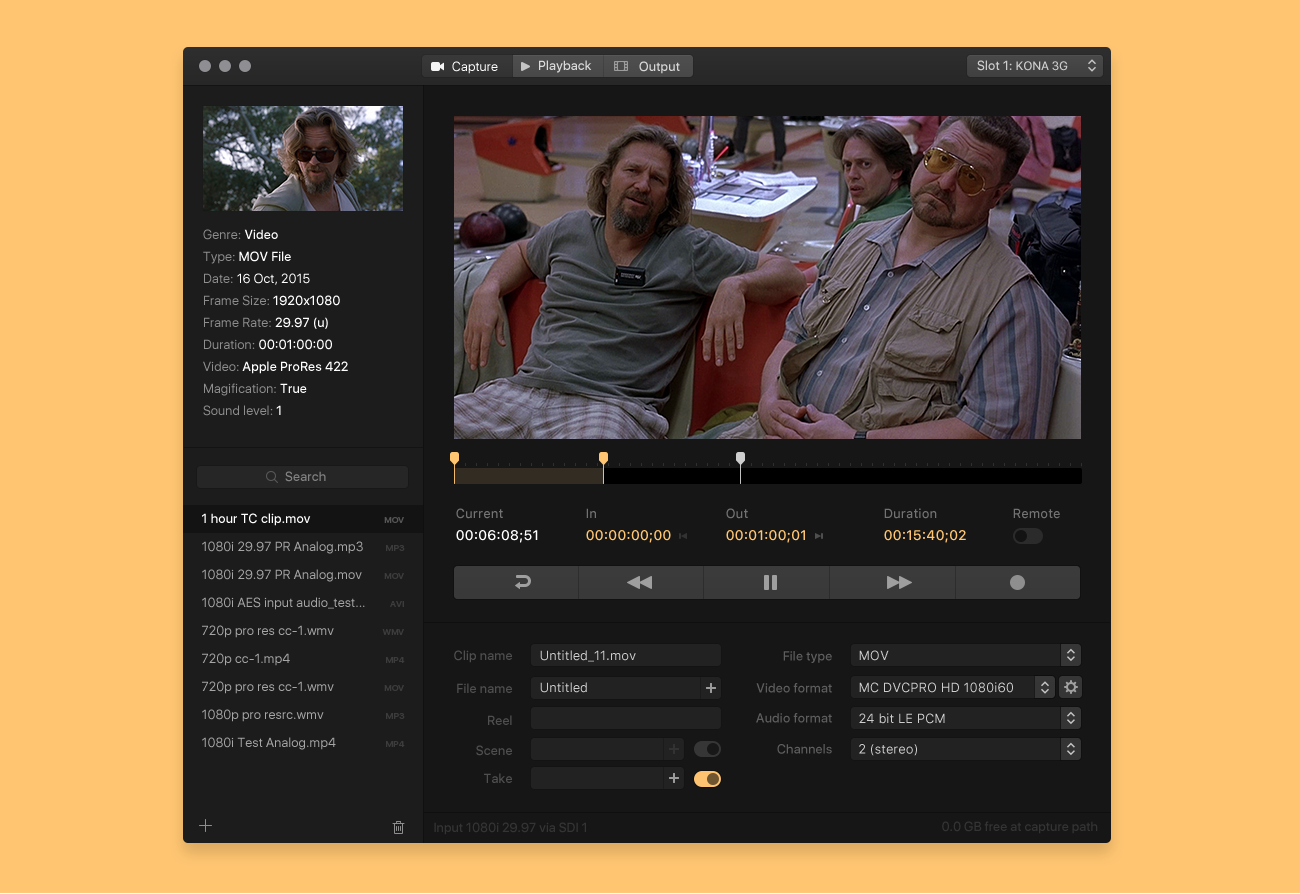 Capture Playback Output Slot 1: KONA 3G
Genre: Video
Type: MOV File
Date: 16 Oct, 2015
Frame Size: 1920x1080
Frame Rate: 29.97 (u)
Duration: 00:01:00:00
Video: Apple ProRes 422
Magification: True
Sound level: 1
Search
1 hour TC clip.mov MOV
1080i 29.97 PR Analog.mp3 MP3
1080i 29.97 PR Analog.mov MOV
1080i AES input audio_test... AVI
720p pro res cc-1.wmv WMV
720p cc-1.mp4 MP4
720p pro res cc-1.wmv MOV
1080p pro resrc.wmv MP3
1080i Test Analog.mp4 MP4
Current In Out Duration Remote
00:06:08;51 00:00:00;00 00:01:00;01 00:15:40;02
Clip name Untitled_11.mov
File name Untitled
Reel
Scene
Take
File type MOV
Video format MC DVCPRO HD 1080i60
Audio format 24 bit LE PCM
Channels 2 (stereo)
Input 1080i 29.97 via SDI 1
0.0 GB free at capture path